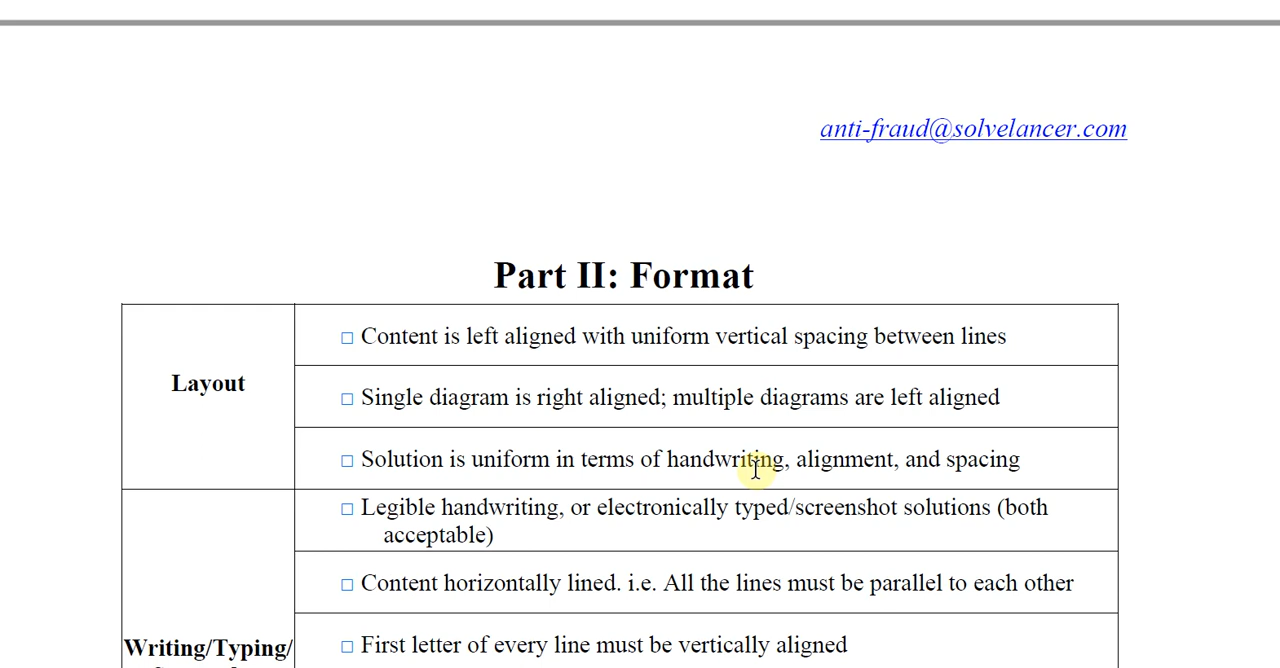 anti-fraud@solvelancer.com
Part II: Format
Layout
□ Content is left aligned with uniform vertical spacing between lines
□ Single diagram is right aligned; multiple diagrams are left aligned
□ Solution is uniform in terms of handwriting, alignment, and spacing
□ Legible handwriting, or electronically typed/screenshot solutions (both
acceptable)
□ Content horizontally lined. i.e. All the lines must be parallel to each other
□ First letter of every line must be vertically aligned
Writing/Typing/